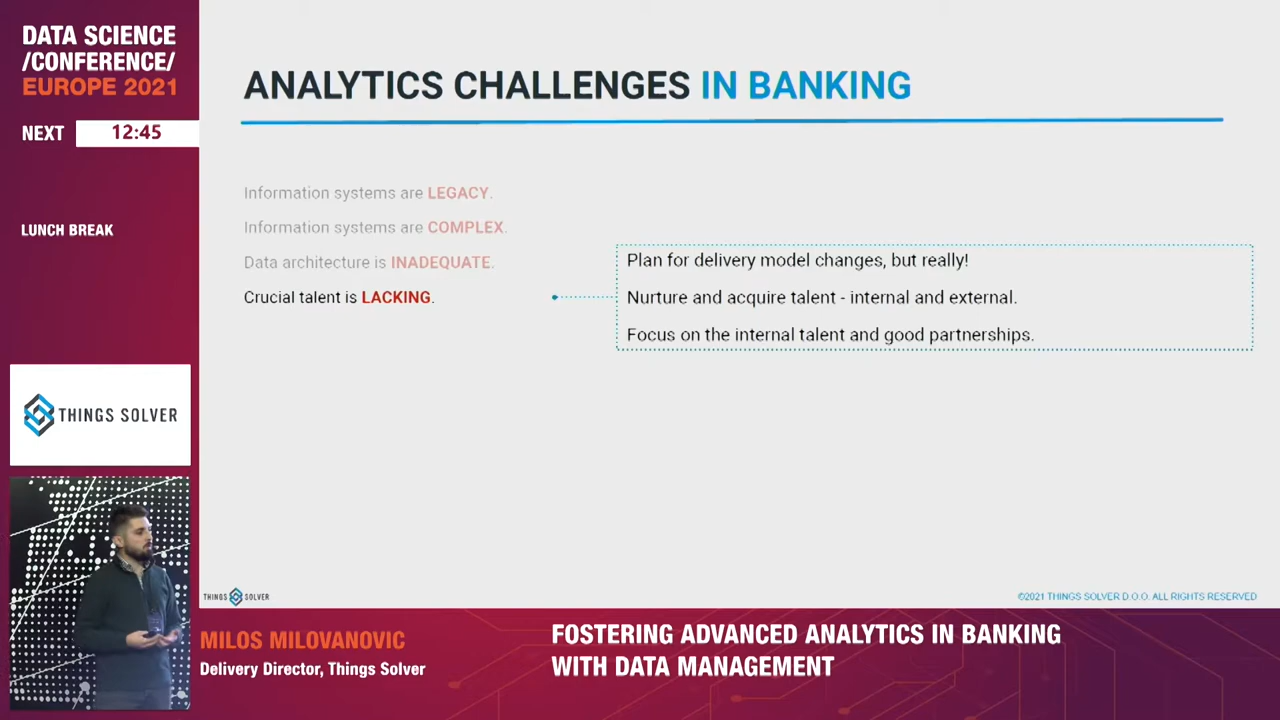 DATA SCIENCE
/CONFERENCE/
EUROPE 2021
NEXT 12:45
LUNCH BREAK
THINGS SOLVER
ANALYTICS CHALLENGES IN BANKING
Information systems are LEGACY.
Information systems are COMPLEX.
Data architecture is INADEQUATE.
Crucial talent is LACKING.
Plan for delivery model changes, but really!
Nurture and acquire talent - internal and external.
Focus on the internal talent and good partnerships.
THINGS SOLVER
©2021 THINGS SOLVER D.O.O. ALL RIGHTS RESERVED
MILOS MILOVANOVIC
Delivery Director, Things Solver
FOSTERING ADVANCED ANALYTICS IN BANKING
WITH DATA MANAGEMENT